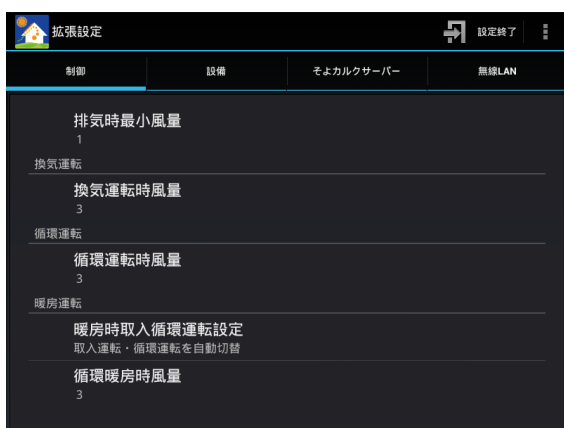 拡張設定
設定終了
制御
設備
そよカルクサーバー
無線LAN
排気時最小風量
1
換気運転
換気運転時風量
3
循環運転
循環運転時風量
3
暖房運転
暖房時取入循環運転設定
取入運転・循環運転を自動切替
循環暖房時風量
3